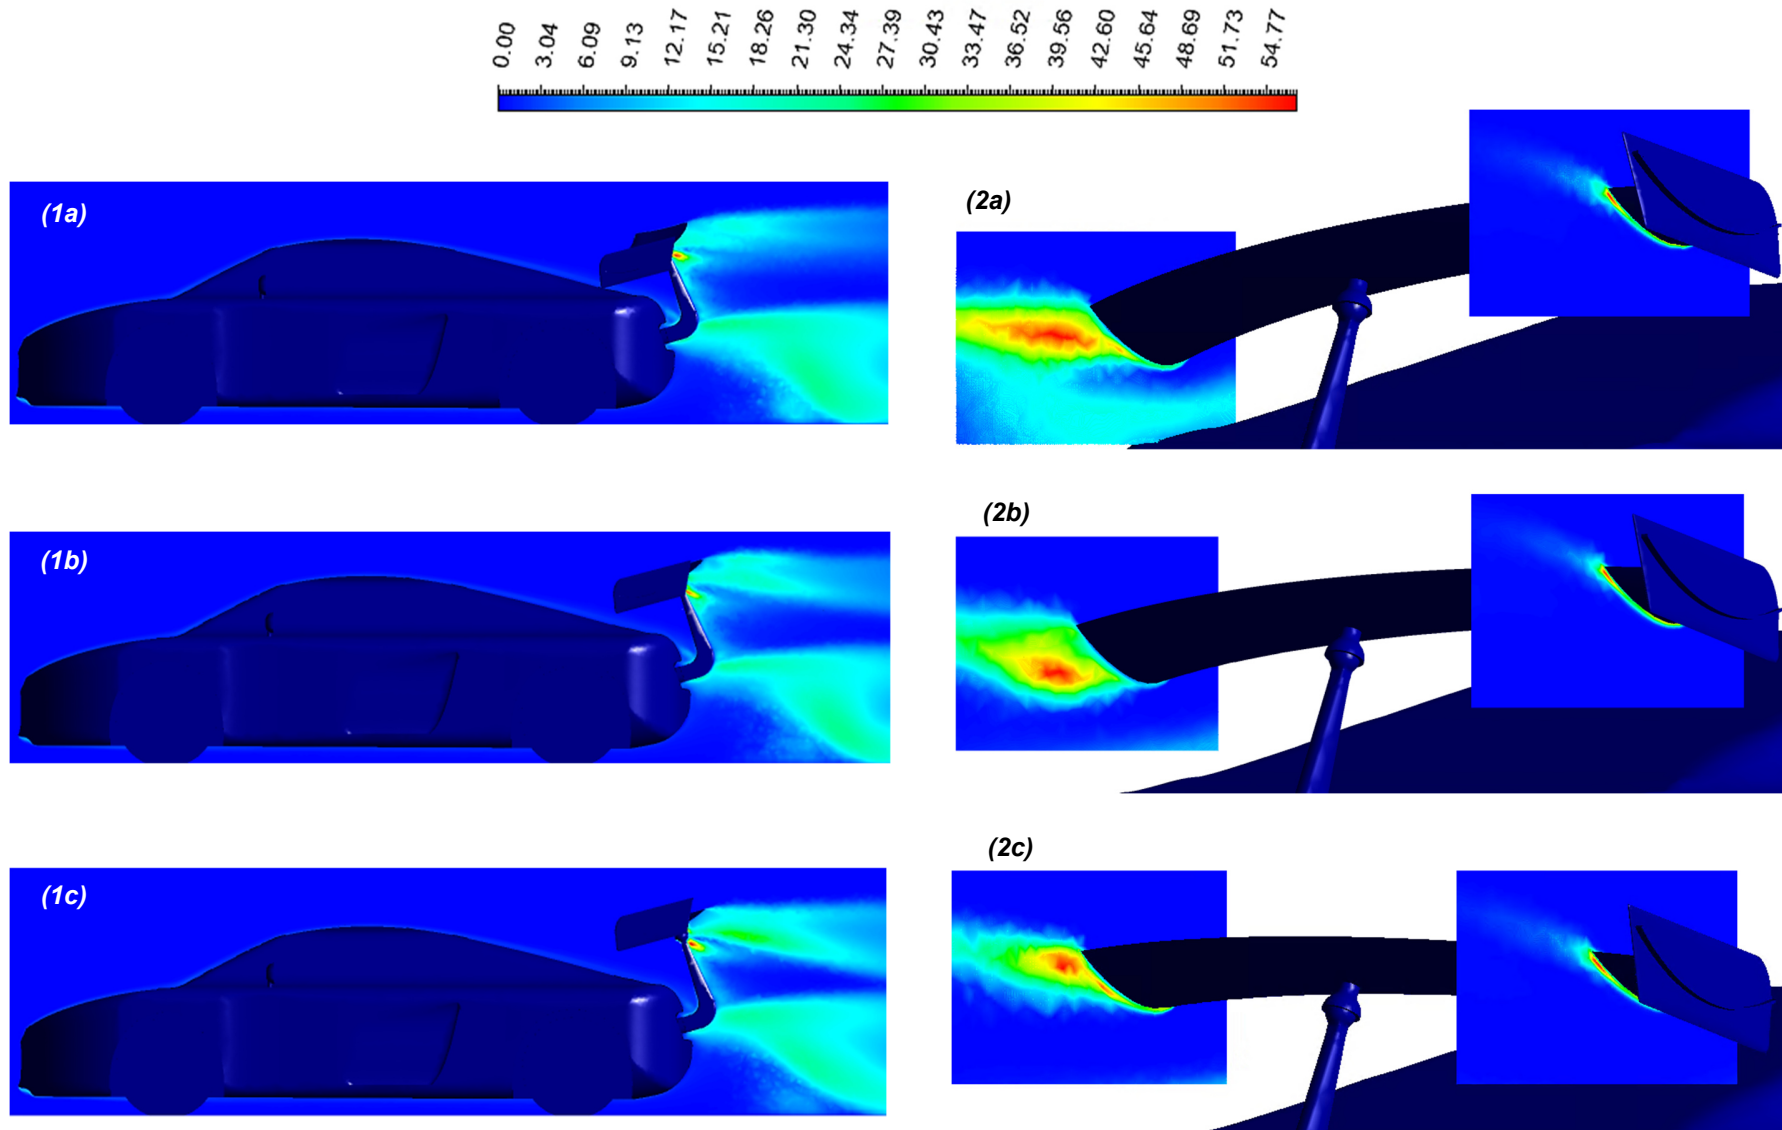 0.00 3.04 6.09 9.13 12.17 15.21 18.26 21.30 24.34 27.39 30.43 33.47 36.52 39.56 42.60 45.64 48.69 51.73 54.77
(1a)
(2a)
(1b)
(2b)
(1c)
(2c)